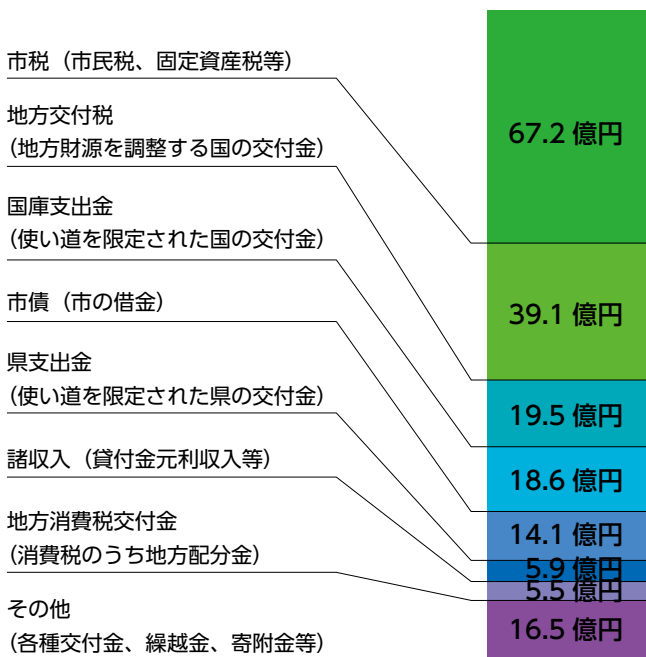 市税（市民税、固定資産税等）
地方交付税
（地方財源を調整する国の交付金）
国庫支出金
（使い道を限定された国の交付金）
市債（市の借金）
県支出金
（使い道を限定された県の交付金）
諸収入（貸付金元利収入等）
地方消費税交付金
（消費税のうち地方配分金）
その他
（各種交付金、繰越金、寄附金等）
67.2 億円
39.1 億円
19.5 億円
18.6 億円
14.1 億円
5.9 億円
5.5 億円
16.5 億円